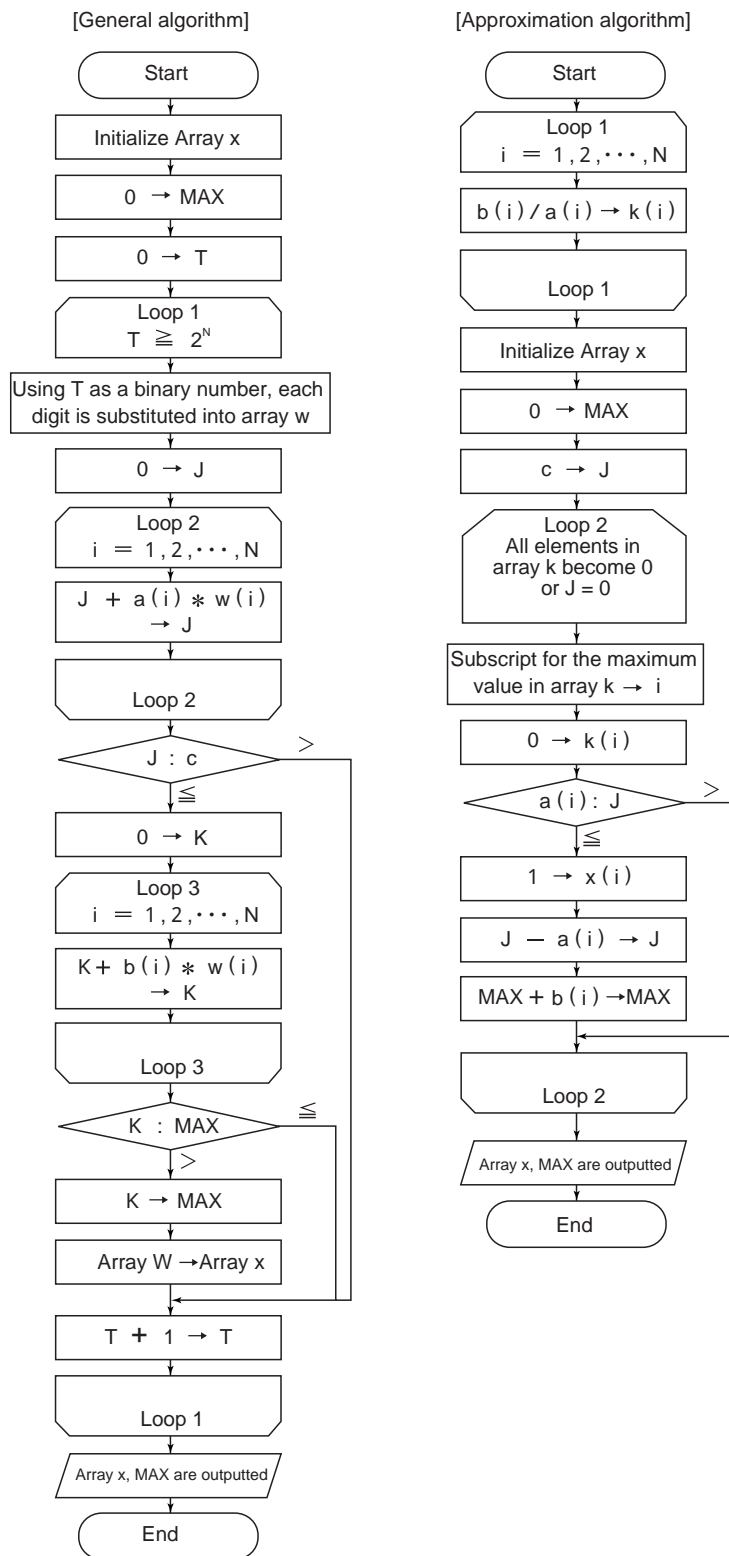 [General algorithm]
Start
Initialize Array x
0 → MAX
0 → T
Loop 1
T ≧ 2^N
Using T as a binary number, each
digit is substituted into array w
0 → J
Loop 2
i = 1,2,···,N
J + a(i) * w(i)
→ J
Loop 2
J : c
>
≦
0 → K
Loop 3
i = 1,2,···,N
K+ b(i) * w(i)
→ K
Loop 3
K : MAX
≦
>
K → MAX
Array W →Array x
T + 1 → T
Loop 1
Array x, MAX are outputted
End
[Approximation algorithm]
Start
Loop 1
i = 1,2,···,N
b(i)/a(i) → k(i)
Loop 1
Initialize Array x
0 → MAX
c → J
Loop 2
All elements in
array k become 0
or J = 0
Subscript for the maximum
value in array k → i
0 → k(i)
a(i): J
>
≦
1 → x(i)
J − a(i) → J
MAX + b(i) →MAX
Loop 2
Array x, MAX are outputted
End